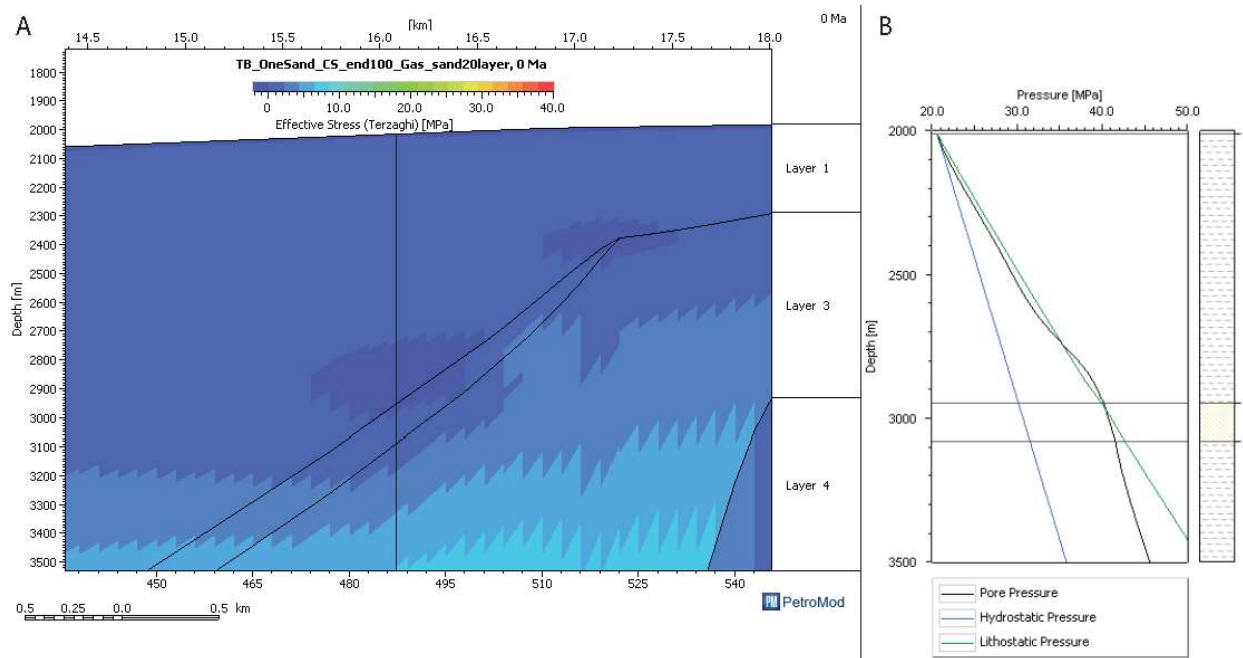 A
[km]
14.5 15.0 15.5 16.0 16.5 17.0 17.5 18.0
0 Ma
TB_OneSand_CS_end100_Gas_sand20layer, 0 Ma
0 10.0 20.0 30.0 40.0
Effective Stress (Terzaghi) [MPa]
Depth [m]
1800
1900
2000
2100
2200
2300
2400
2500
2600
2700
2800
2900
3000
3100
3200
3300
3400
3500
Layer 1
Layer 3
Layer 4
450 465 480 495 510 525 540
0.5 0.25 0.0 0.5 km
PM PetroMod
B
Pressure [MPa]
20.0 30.0 40.0 50.0
Depth [m]
2000
2500
3000
3500
Pore Pressure
Hydrostatic Pressure
Lithostatic Pressure